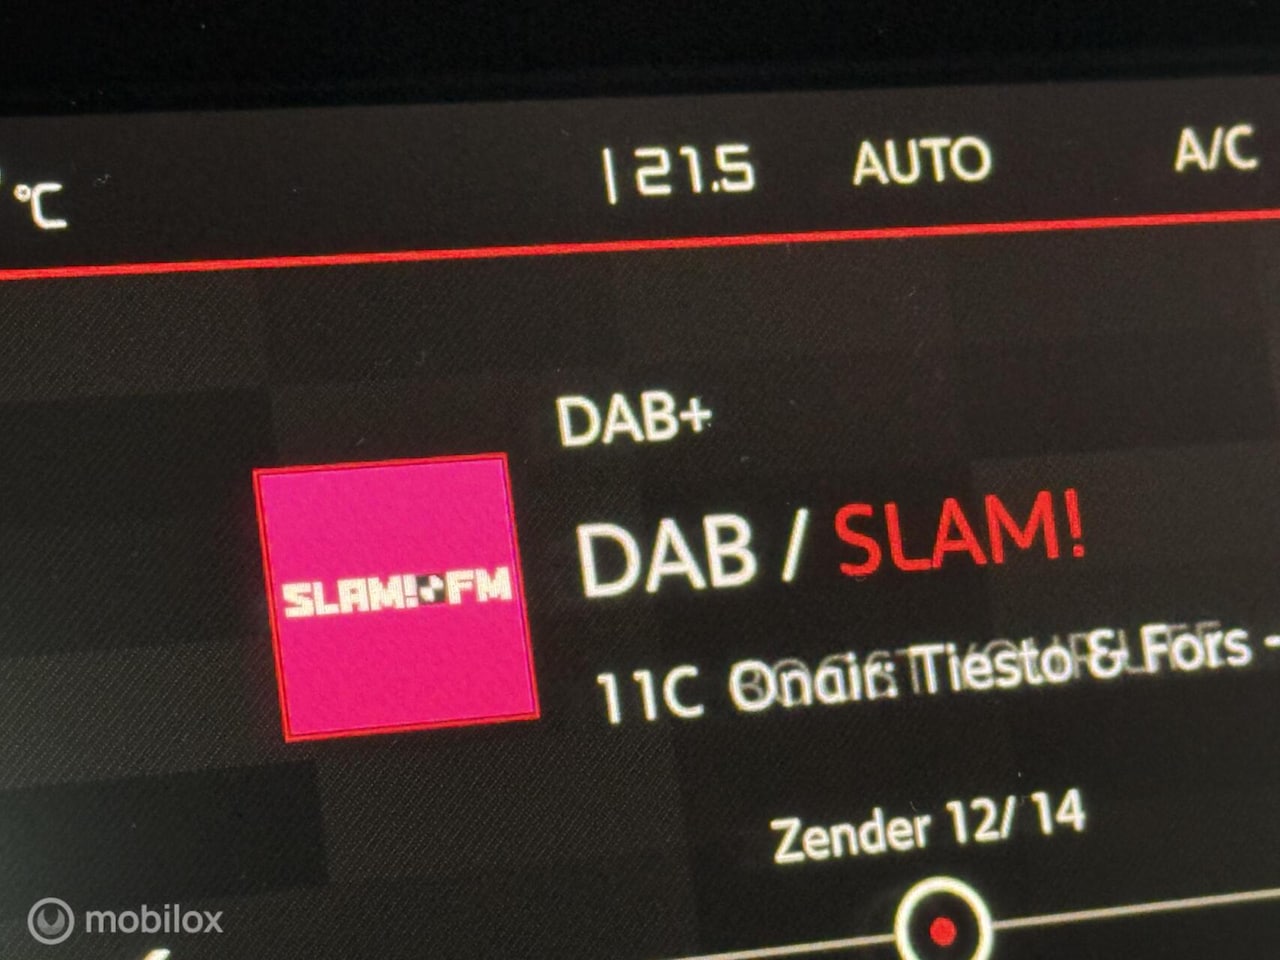 °C | 21.5 AUTO A/C
DAB+
DAB / SLAM!
SLAM! FM
11C Onair: Tiesto & Fors -
Zender 12/ 14
mobilox